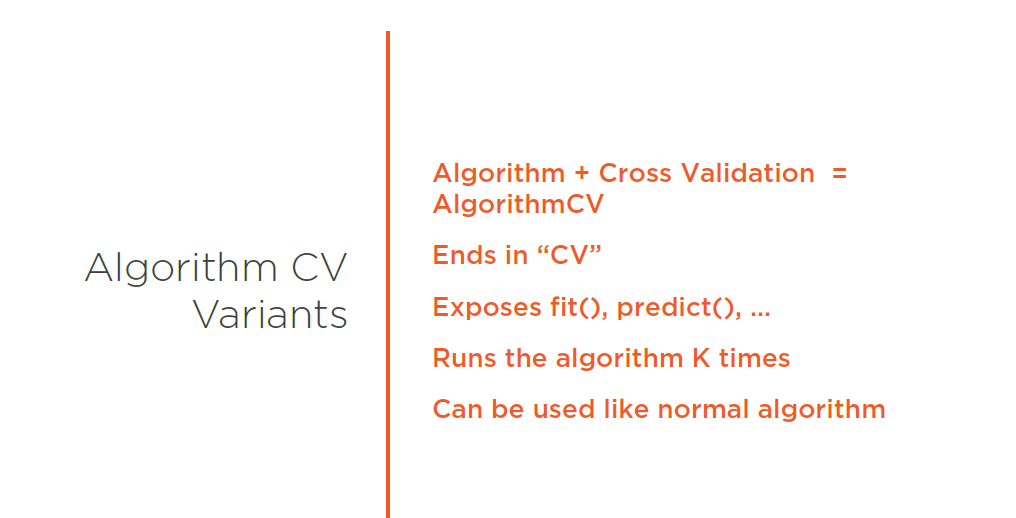 Algorithm CV
Variants
Algorithm + Cross Validation =
AlgorithmCV
Ends in “CV”
Exposes fit(), predict(), ...
Runs the algorithm K times
Can be used like normal algorithm